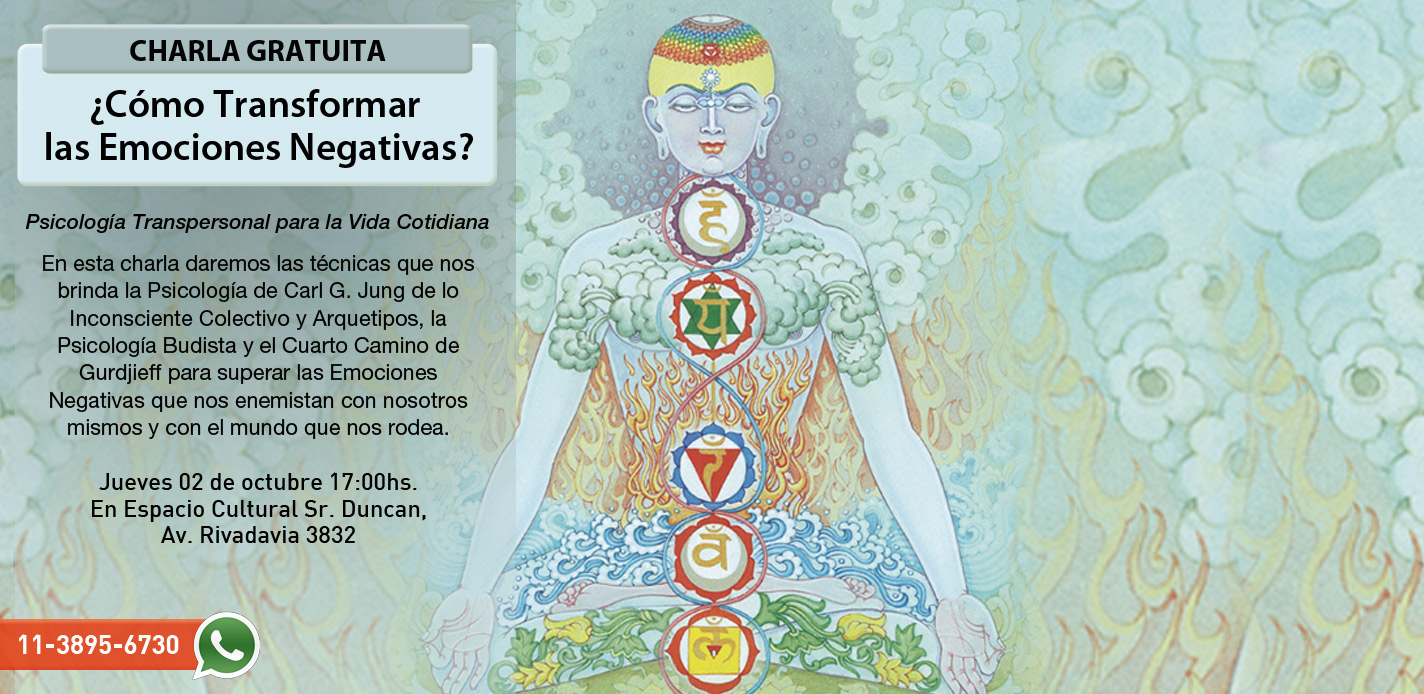 CHARLA GRATUITA
¿Cómo Transformar
las Emociones Negativas?
Psicología Transpersonal para la Vida Cotidiana
En esta charla daremos las técnicas que nos
brinda la Psicología de Carl G. Jung de lo
Inconsciente Colectivo y Arquetipos, la
Psicología Budista y el Cuarto Camino de
Gurdjieff para superar las Emociones
Negativas que nos enemistan con nosotros
mismos y con el mundo que nos rodea.
Jueves 02 de octubre 17:00hs.
En Espacio Cultural Sr. Duncan,
Av. Rivadavia 3832
11-3895-6730
हँ
यँ
रँ
वँ
लँ